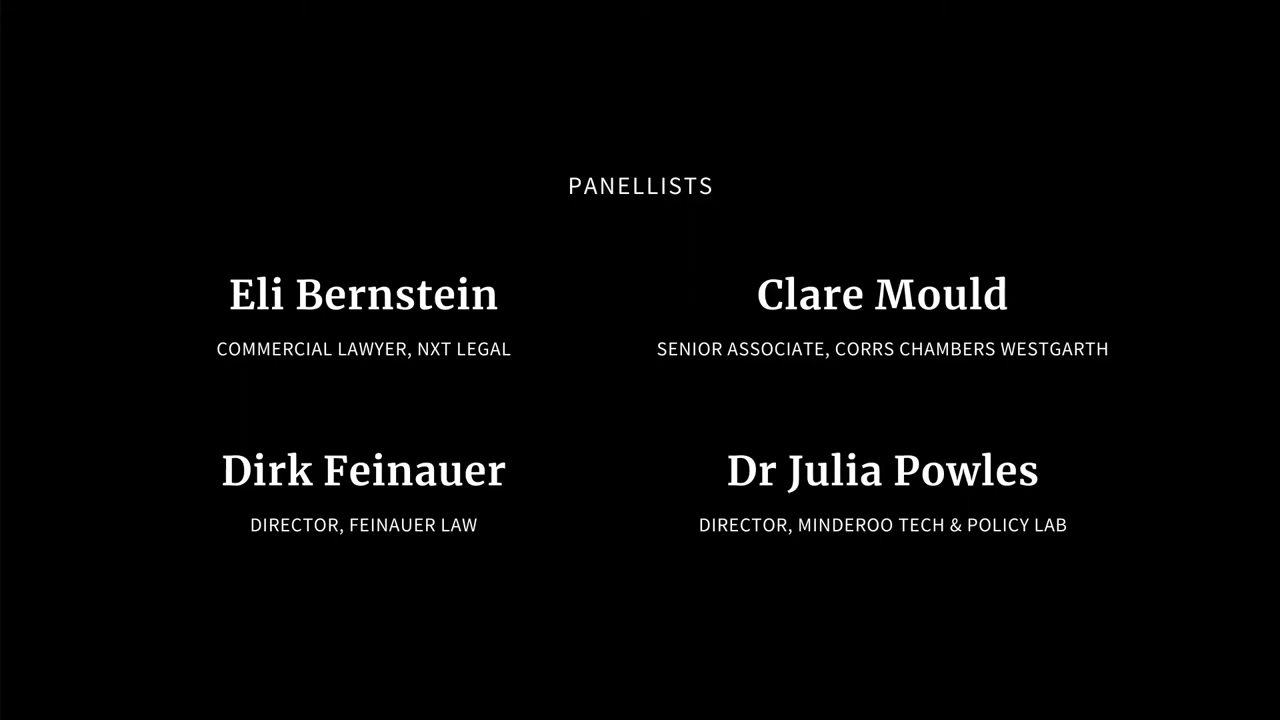 PANELLISTS
Eli Bernstein
COMMERCIAL LAWYER, NXT LEGAL
Clare Mould
SENIOR ASSOCIATE, CORRS CHAMBERS WESTGARTH
Dirk Feinauer
DIRECTOR, FEINAUER LAW
Dr Julia Powles
DIRECTOR, MINDEROO TECH & POLICY LAB